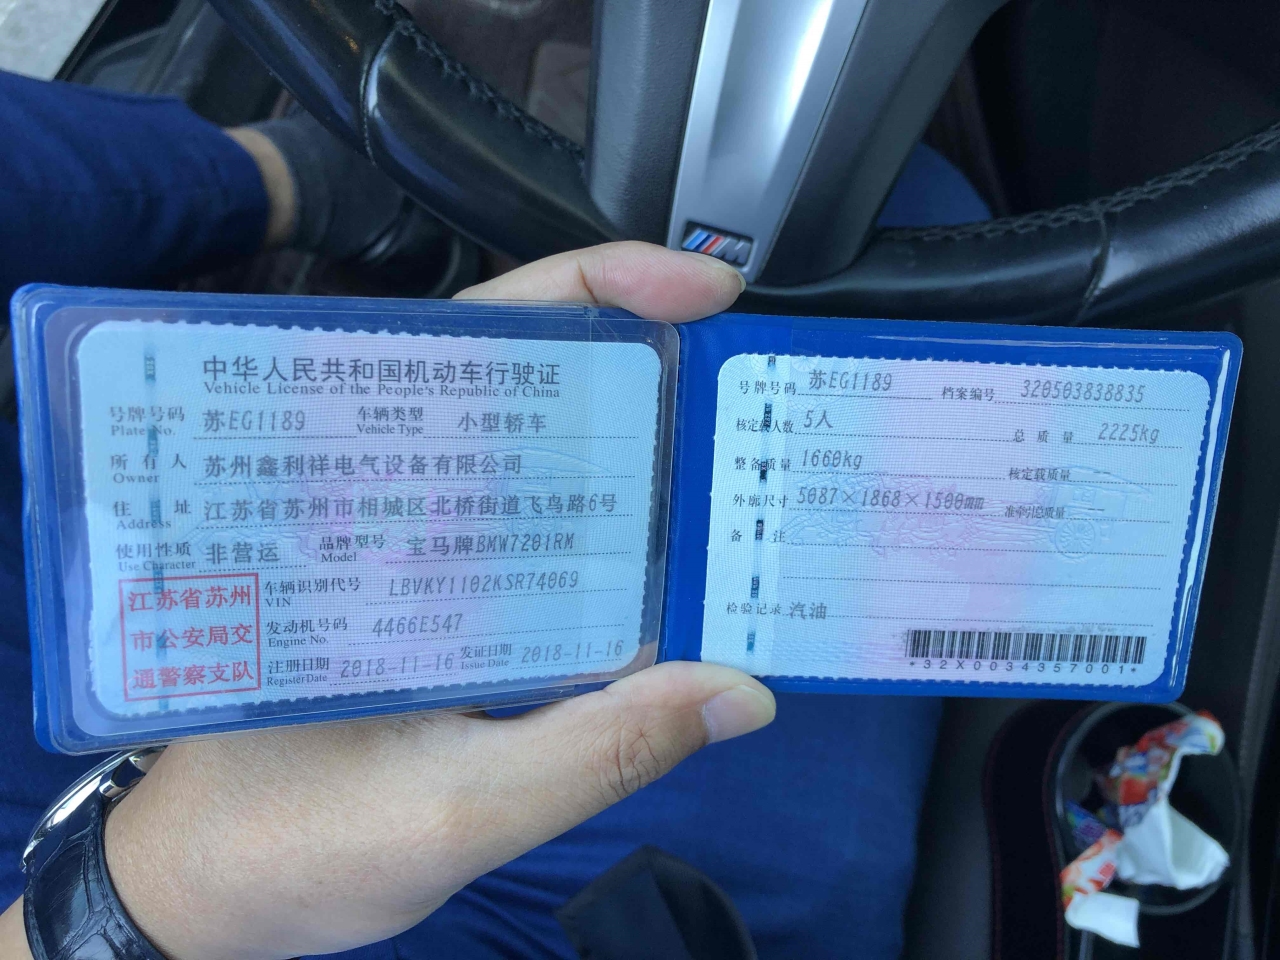 中华人民共和国机动车行驶证
Vehicle License of the People's Republic of China
号牌号码 苏EG1189 车辆类型 小型轿车
Plate No. Vehicle Type
所有人 苏州鑫利祥电气设备有限公司
Owner
住址 江苏省苏州市相城区北桥街道飞鸟路6号
Address
使用性质 非营运 品牌型号 宝马牌BMW7201RM
Use Character Model
江苏省苏州
市公安局交
通警察支队
车辆识别代号 LBVKY1102KSR74069
VIN
发动机号码 4466E547
Engine No.
注册日期 2018-11-16 发证日期 2018-11-16
Register Date Issue Date
号牌号码 苏EG1189 档案编号 320503838835
核定载人数 5人 总质量 2225kg
整备质量 1660kg 核定载质量 --
外廓尺寸 5087×1868×1500mm 准牵引总质量 --
备注
检验记录 汽油
*32X0034357001*
M